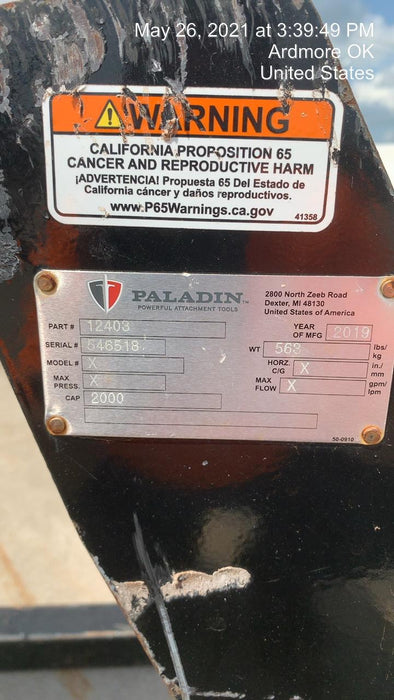 May 26, 2021 at 3:39:49 PM
Ardmore OK
United States
WARNING
CALIFORNIA PROPOSITION 65
CANCER AND REPRODUCTIVE HARM
¡ADVERTENCIA! Propuesta 65 Del Estado de
California cáncer y daños reproductivos.
www.P65Warnings.ca.gov
41358
PALADIN™
POWERFUL ATTACHMENT TOOLS
2800 North Zeeb Road
Dexter, MI 48130
United States of America
PART # 12403
YEAR OF MFG 2019
SERIAL # 546518
WT 563 lbs/kg
MODEL # X
HORZ. C/G X in./mm
MAX PRESS. X
MAX FLOW X gpm/lpm
CAP 2000
50-0910